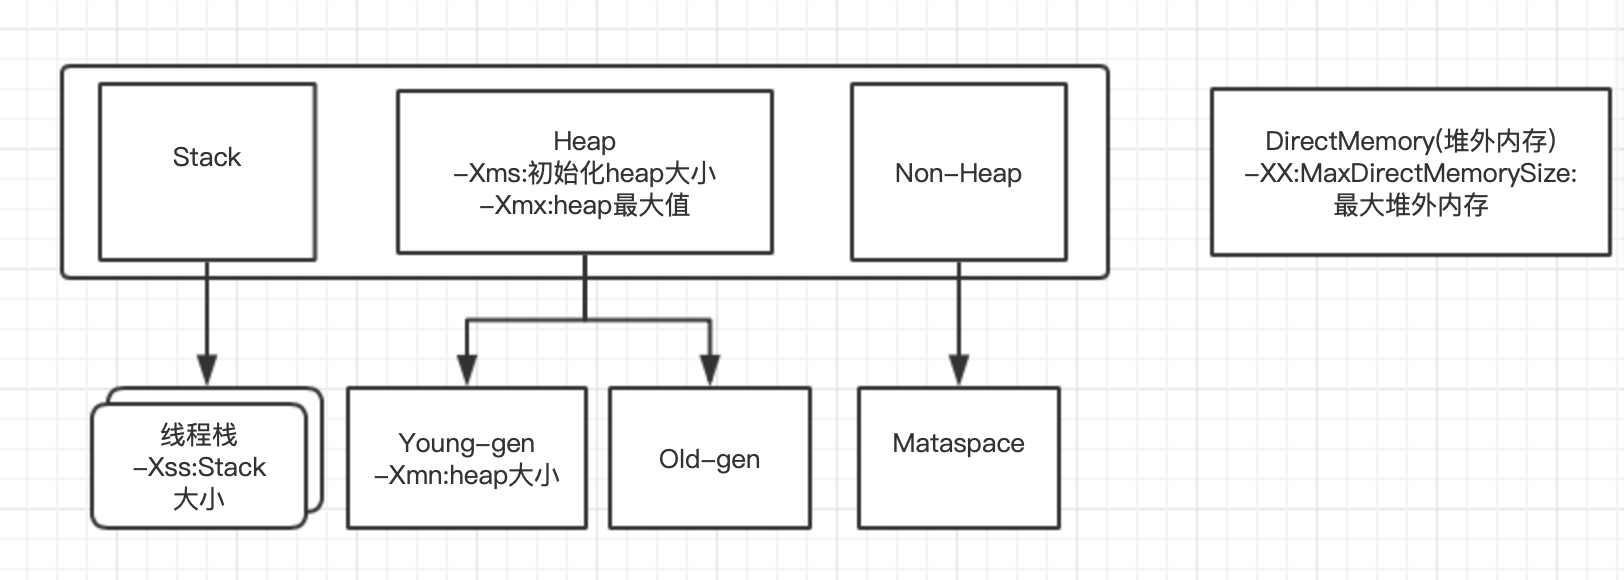 Stack
Heap
-Xms:初始化heap大小
-Xmx:heap最大值
Non-Heap
DirectMemory(堆外内存)
-XX:MaxDirectMemorySize:
最大堆外内存
线程栈
-Xss:Stack
大小
Young-gen
-Xmn:heap大小
Old-gen
Mataspace